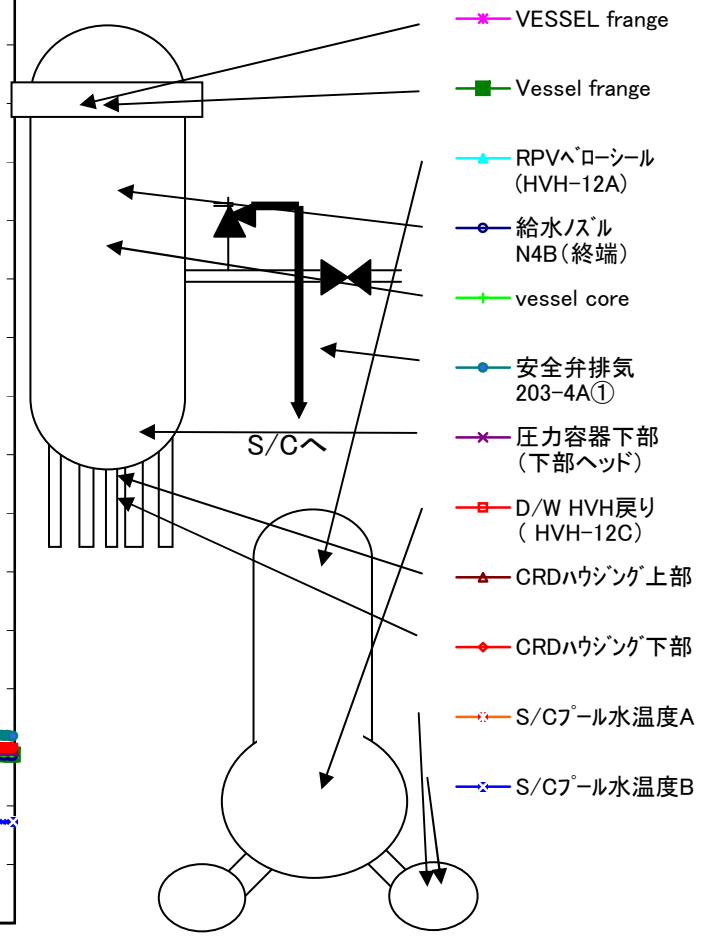 VESSEL frange
Vessel frange
RPVﾍﾞﾛｰｼｰﾙ
(HVH-12A)
給水ﾉｽﾞﾙ
N4B(終端)
vessel core
安全弁排気
203-4A①
圧力容器下部
(下部ヘッド)
D/W HVH戻り
( HVH-12C)
CRDﾊｳｼﾞﾝｸﾞ上部
CRDﾊｳｼﾞﾝｸﾞ下部
S/Cﾌﾟｰﾙ水温度A
S/Cﾌﾟｰﾙ水温度B
S/Cへ